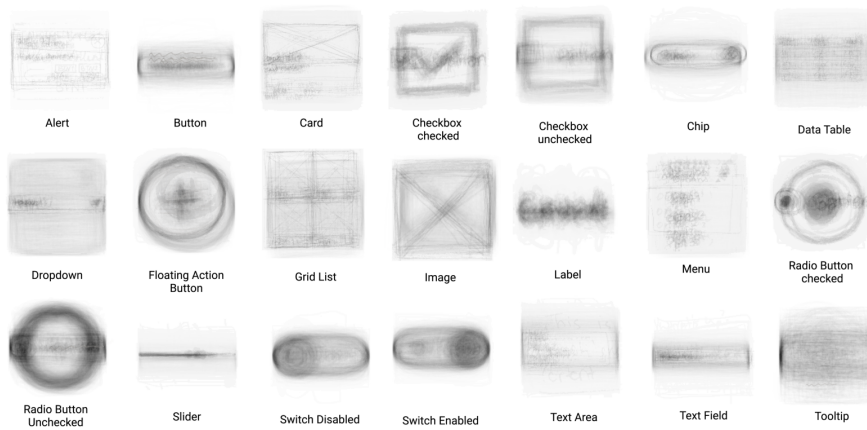 Alert
Button
Card
Checkbox
checked
Checkbox
unchecked
Chip
Data Table
Dropdown
Floating Action
Button
Grid List
Image
Label
Menu
Radio Button
checked
Radio Button
Unchecked
Slider
Switch Disabled
Switch Enabled
Text Area
Text Field
Tooltip